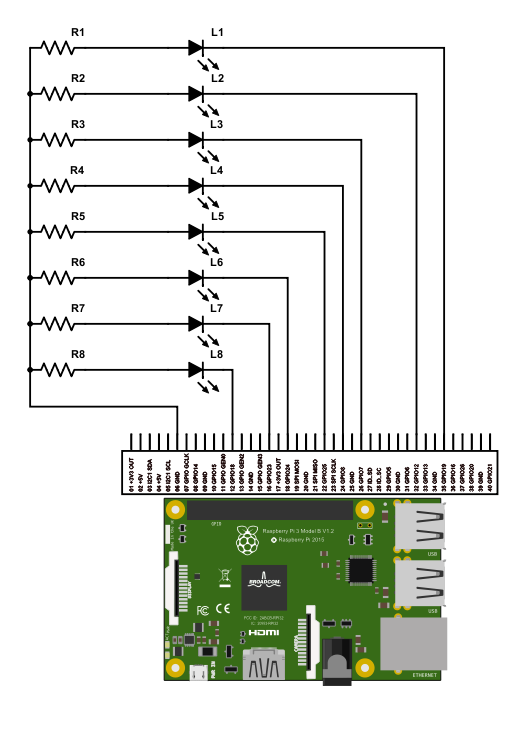 R1 L1
R2 L2
R3 L3
R4 L4
R5 L5
R6 L6
R7 L7
R8 L8
01 +3V3 OUT
02 +5V
03 I2C1 SDA
04 +5V
05 I2C1 SCL
06 GND
07 GPIO GCLK
08 GPIO14
09 GND
10 GPIO15
11 GPIO GEN0
12 GPIO18
13 GPIO GEN2
14 GND
15 GPIO GEN3
16 GPIO23
17 +3V3 OUT
18 GPIO24
19 SPI MOSI
20 GND
21 SPI MISO
22 GPIO25
23 SPI SCLK
24 GPIO8
25 GND
26 GPIO7
27 ID_SD
28 ID_SC
29 GPIO5
30 GND
31 GPIO6
32 GPIO12
33 GPIO13
34 GND
35 GPIO19
36 GPIO16
37 GPIO26
38 GPIO20
39 GND
40 GPIO21
GPIO
Raspberry Pi 3 Model B V1.2
Raspberry Pi 2015
USB
DISPLAY
BROADCOM
FC CE
USB
HDMI
CAMERA
PWR IN
ETHERNET